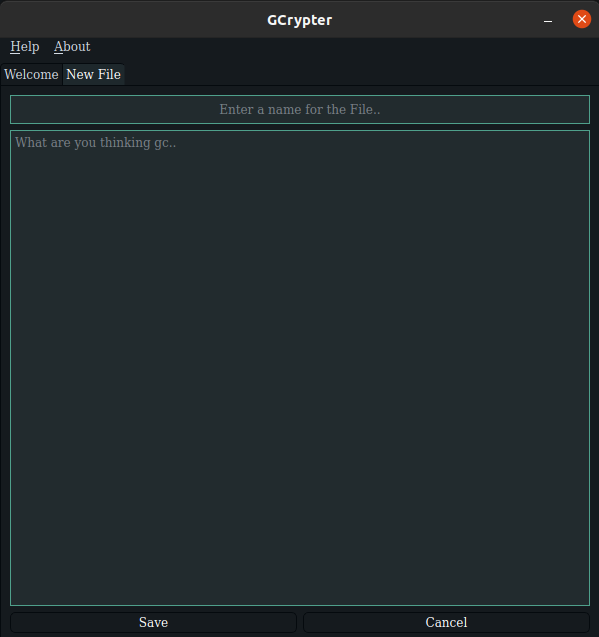 GCrypter
Help About
Welcome New File
Enter a name for the File..
What are you thinking gc..
Save Cancel